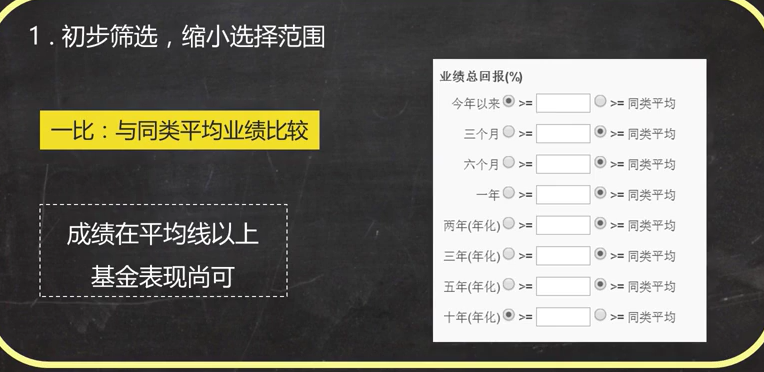 1 . 初步筛选，缩小选择范围
一比：与同类平均业绩比较
成绩在平均线以上
基金表现尚可
业绩总回报(%)
今年以来 >= >= 同类平均
三个月 >= >= 同类平均
六个月 >= >= 同类平均
一年 >= >= 同类平均
两年(年化) >= >= 同类平均
三年(年化) >= >= 同类平均
五年(年化) >= >= 同类平均
十年(年化) >= >= 同类平均